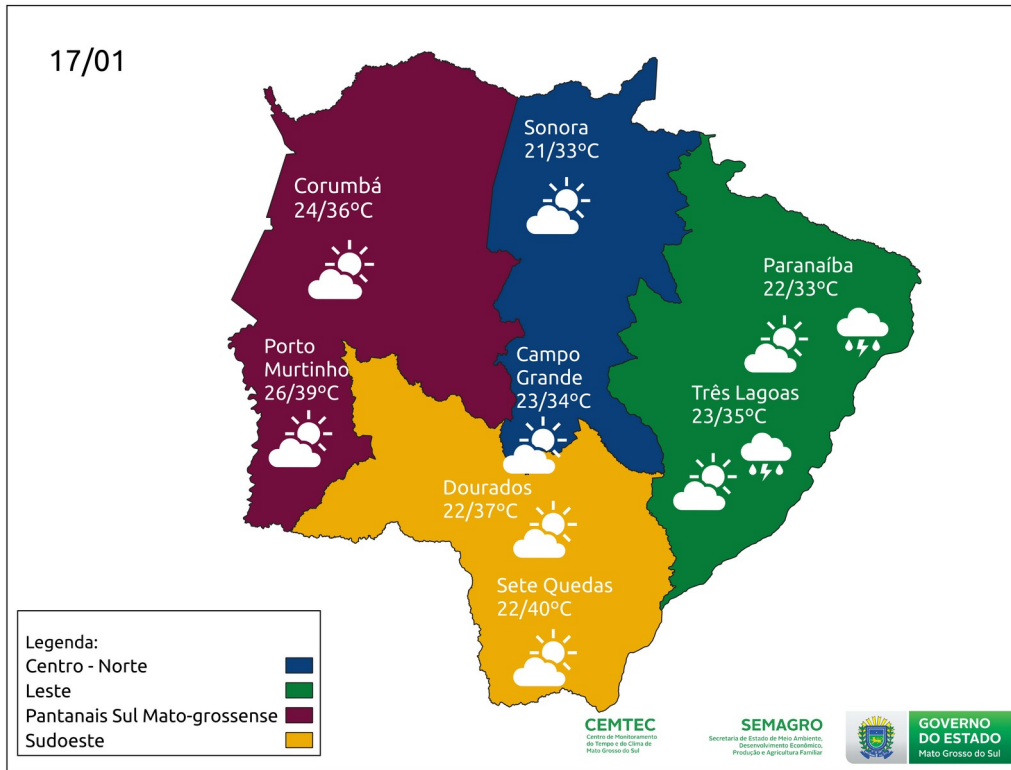 17/01
Sonora
21/33ºC
Corumbá
24/36ºC
Paranaíba
22/33ºC
Porto
Murtinho
26/39ºC
Campo
Grande
23/34ºC
Três Lagoas
23/35ºC
Dourados
22/37ºC
Sete Quedas
22/40ºC
Legenda:
Centro - Norte
Leste
Pantanais Sul Mato-grossense
Sudoeste
CEMTEC
Centro de Monitoramento
do Tempo e do Clima de
Mato Grosso do Sul
SEMAGRO
Secretaria de Estado de Meio Ambiente,
Desenvolvimento Econômico,
Produção e Agricultura Familiar
GOVERNO
DO ESTADO
Mato Grosso do Sul